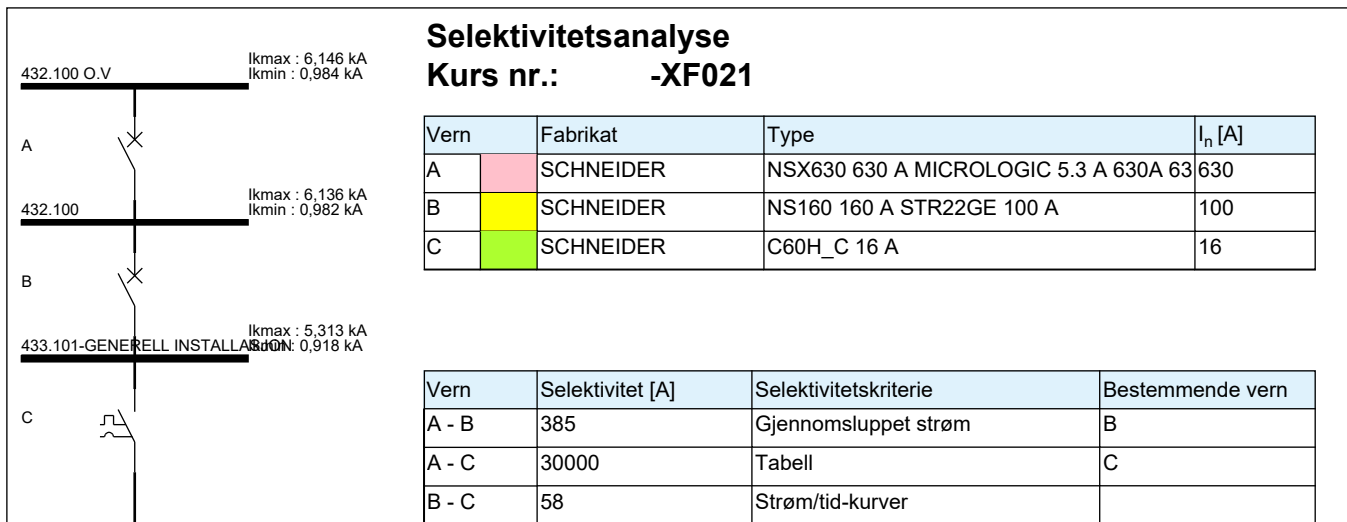 Selektivitetsanalyse
Kurs nr.: -XF021
432.100 O.V
Ikmax : 6,146 kA
Ikmin : 0,984 kA
A
432.100
Ikmax : 6,136 kA
Ikmin : 0,982 kA
B
433.101-GENERELL INSTALLASJON
Ikmax : 5,313 kA
Ikmin : 0,918 kA
C
Vern Fabrikat Type In [A]
A SCHNEIDER NSX630 630 A MICROLOGIC 5.3 A 630A 63 630
B SCHNEIDER NS160 160 A STR22GE 100 A 100
C SCHNEIDER C60H_C 16 A 16
Vern Selektivitet [A] Selektivitetskriterie Bestemmende vern
A - B 385 Gjennomsluppet strøm B
A - C 30000 Tabell C
B - C 58 Strøm/tid-kurver